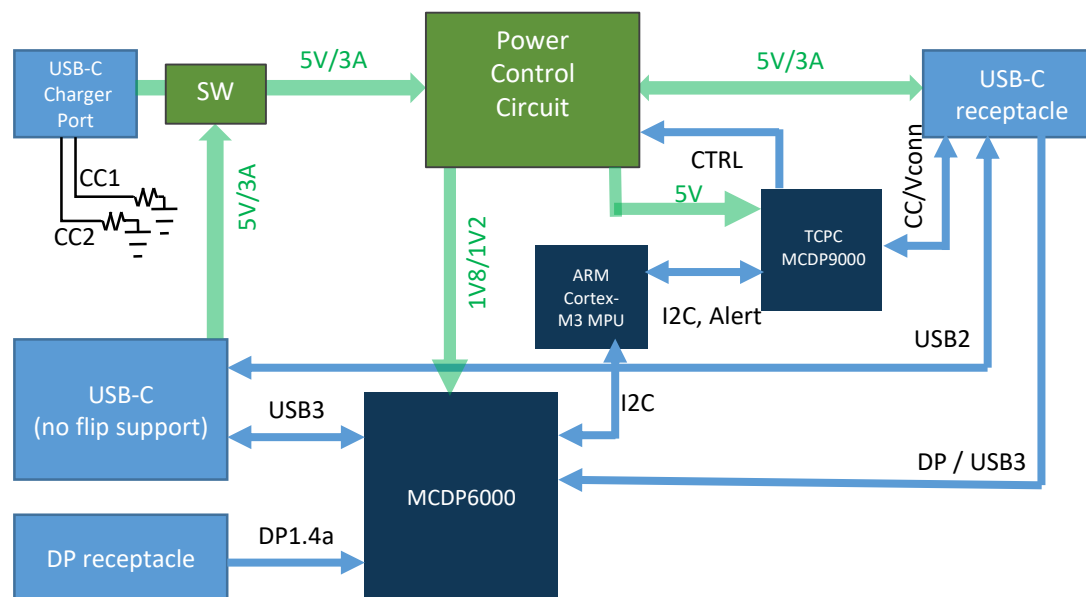 USB-C
Charger
Port
SW
5V/3A
Power
Control
Circuit
5V/3A
USB-C
receptacle
CC1
CC2
5V/3A
1V8/1V2
CTRL
5V
CC/Vconn
TCPC
MCDP9000
ARM
Cortex-
M3 MPU
I2C, Alert
USB2
USB-C
(no flip support)
USB3
I2C
DP / USB3
MCDP6000
DP receptacle
DP1.4a